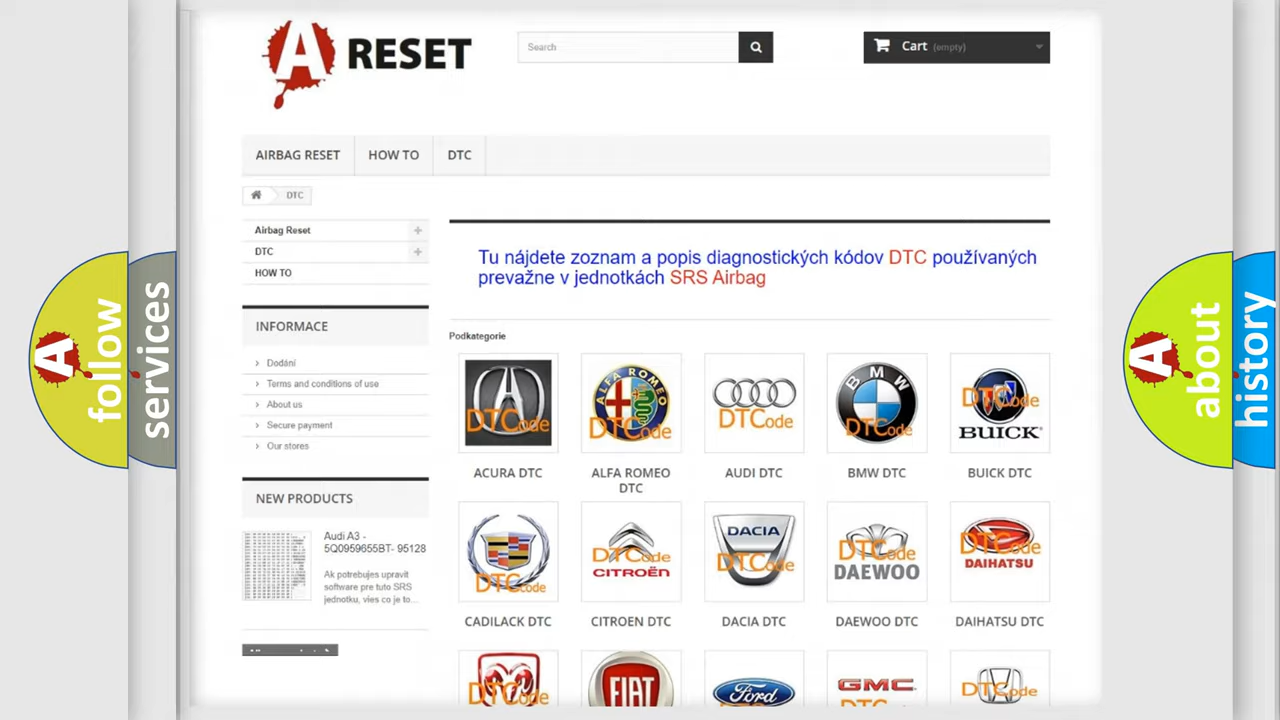 A RESET
Search
Cart (empty)
AIRBAG RESET
HOW TO
DTC
DTC
Airbag Reset
DTC
HOW TO
Tu nájdete zoznam a popis diagnostických kódov DTC používaných
prevažne v jednotkách SRS Airbag
INFORMACE
Dodání
Terms and conditions of use
About us
Secure payment
Our stores
NEW PRODUCTS
Audi A3 -
5Q0959655BT- 95128
Ak potrebujes upravit
software pre tuto SRS
jednotku, vies co je to...
Podkategorie
DTCode
ALFA ROMEO
DTCode
DTCode
BMW
DTCode
DTCode
BUICK
ACURA DTC
ALFA ROMEO
DTC
AUDI DTC
BMW DTC
BUICK DTC
DTCode
DTCode
CITROËN
DACIA
DTCode
DTCode
DAEWOO
DTCode
DAIHATSU
CADILACK DTC
CITROEN DTC
DACIA DTC
DAEWOO DTC
DAIHATSU DTC
DTCode
FIAT
Ford
GMC
DTCode
A follow
services
A about
history